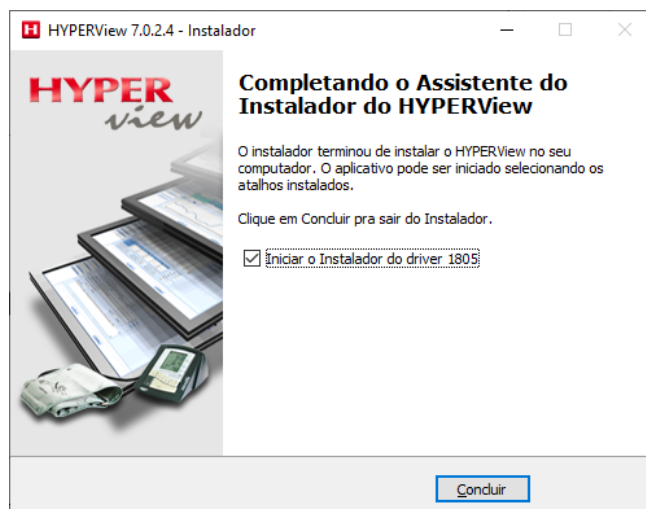 HYPERView 7.0.2.4 - Instalador
HYPER
view
Completando o Assistente do
Instalador do HYPERView
O instalador terminou de instalar o HYPERView no seu
computador. O aplicativo pode ser iniciado selecionando os
atalhos instalados.
Clique em Concluir pra sair do Instalador.
Iniciar o Instalador do driver 1805
Concluir